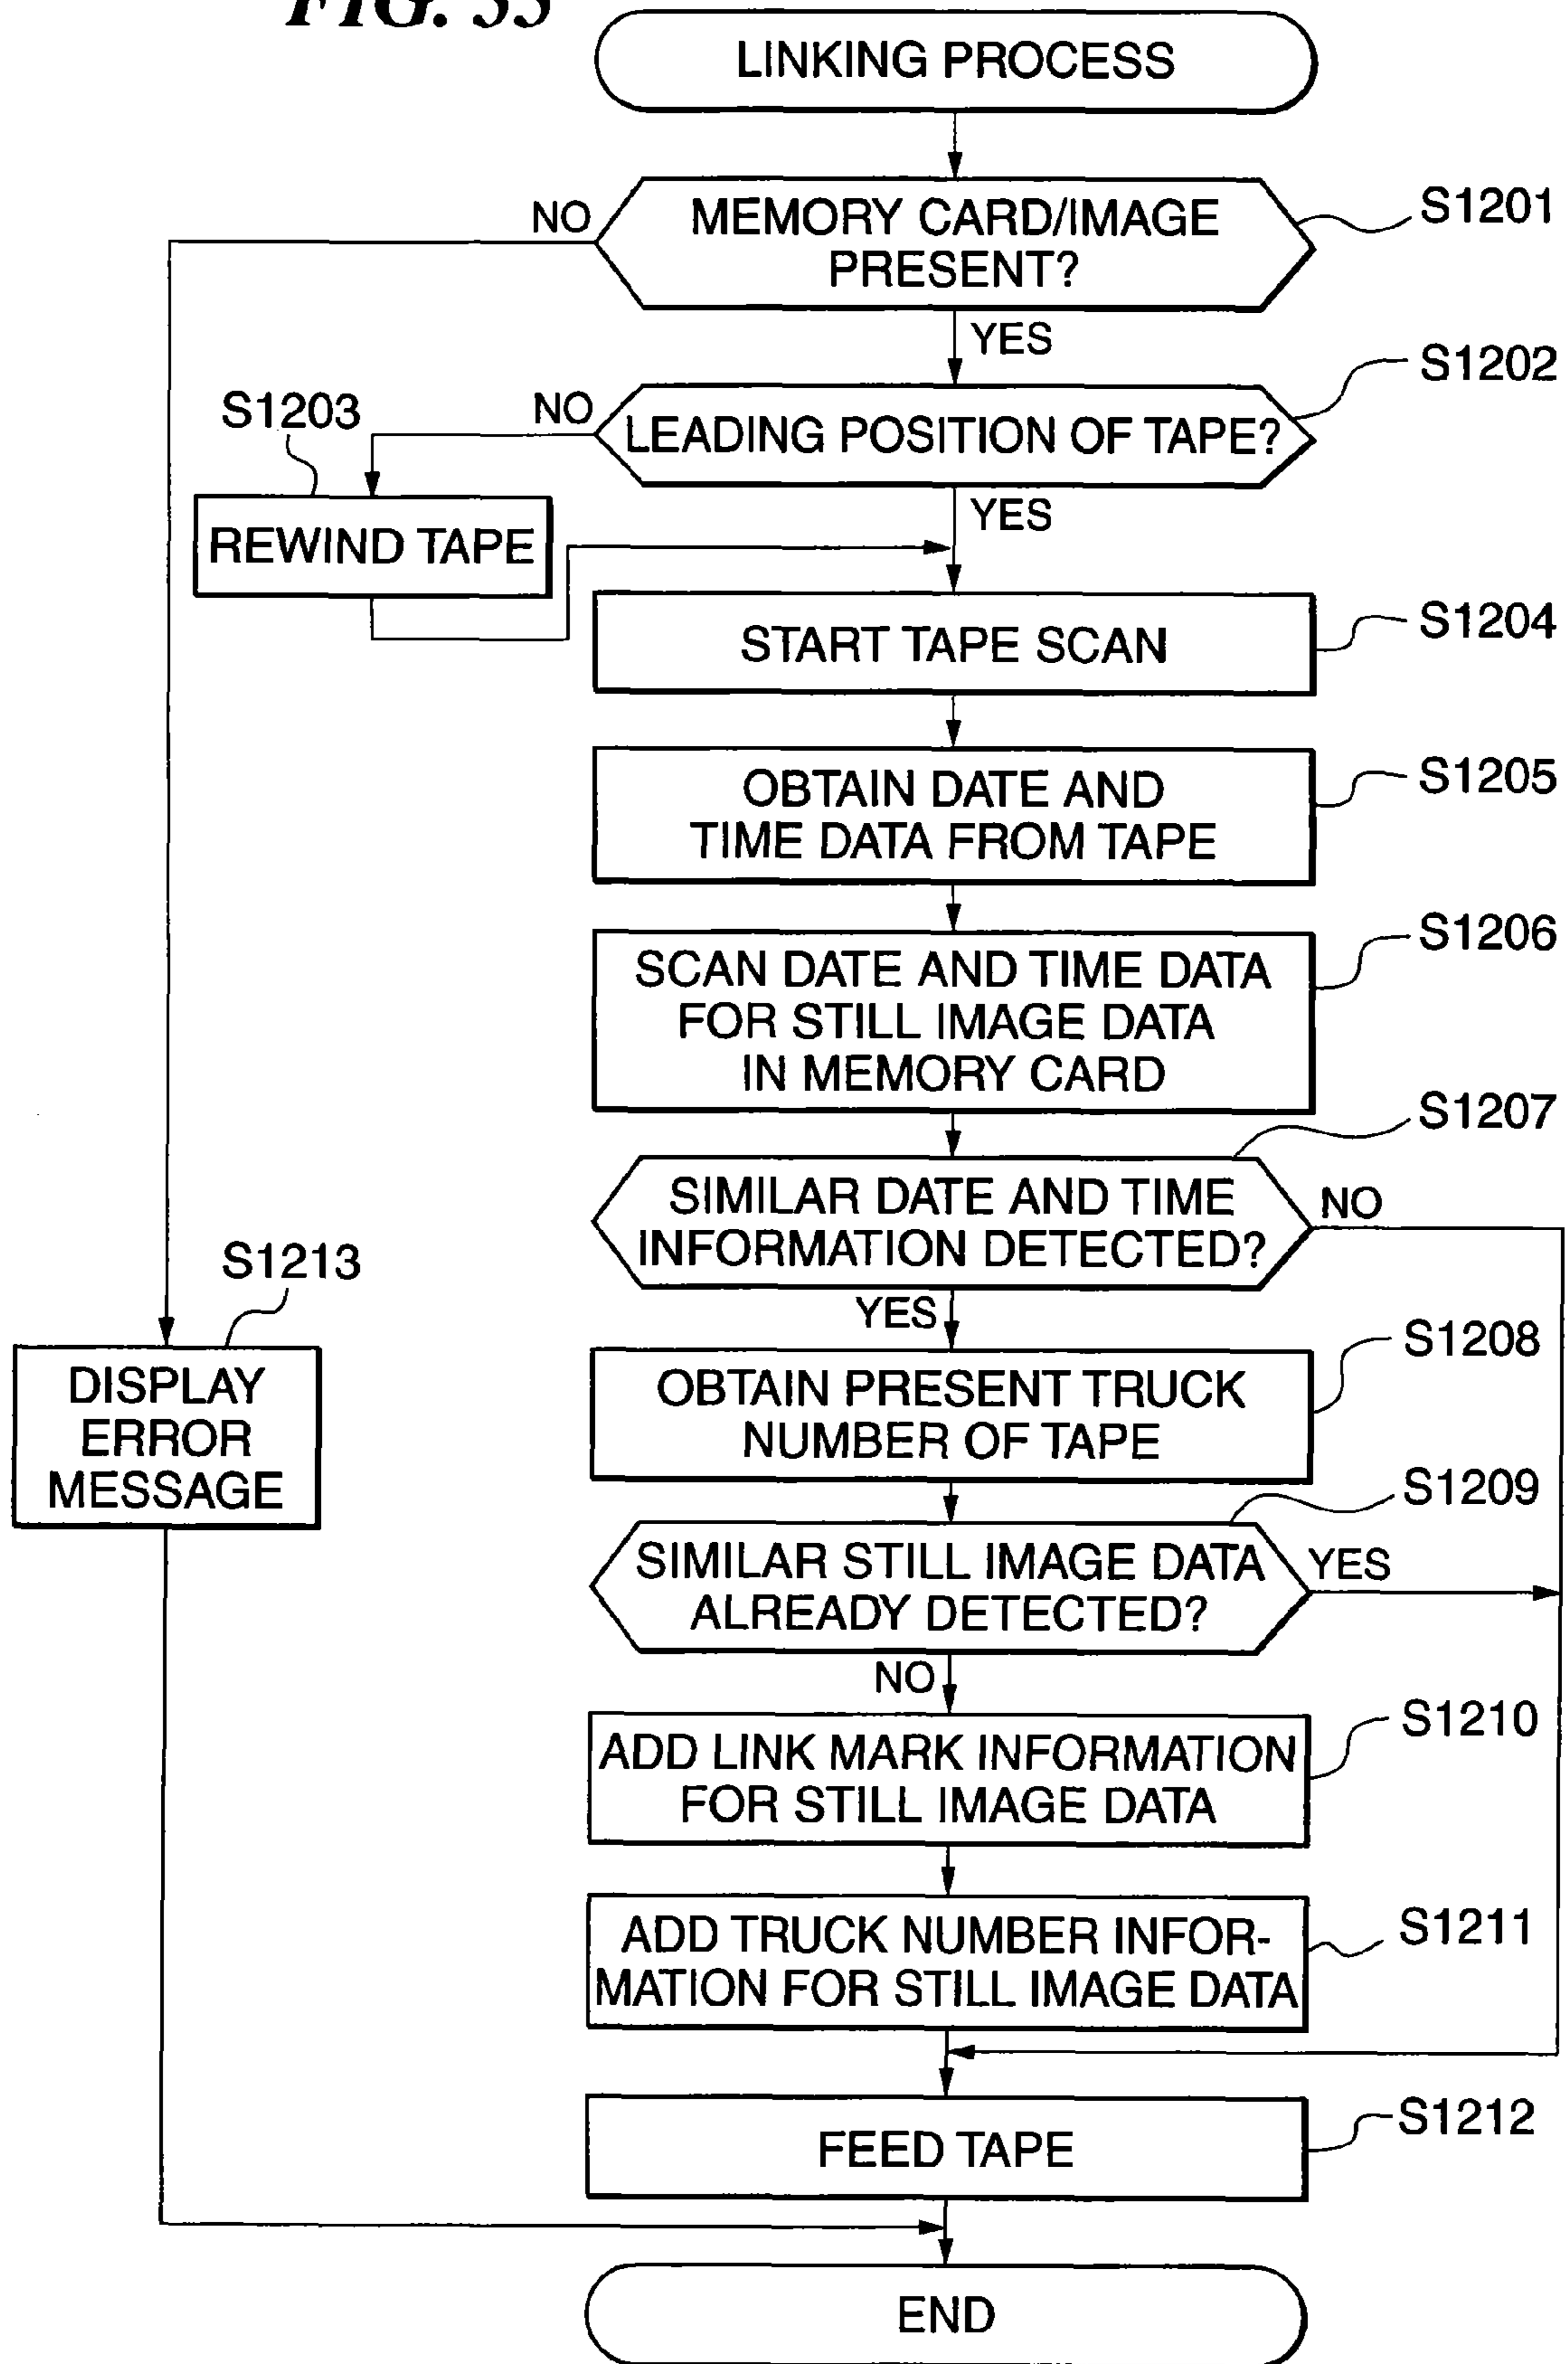 FIG.
LINKING PROCESS
S1201
NO
MEMORY CARD/IMAGE
PRESENT?
YES
S1202
S1203
NO
LEADING POSITION OF TAPE?
YES
REWIND TAPE
S1204
START TAPE SCAN
S1205
OBTAIN DATE AND
TIME DATA FROM TAPE
S1206
SCAN DATE AND TIME DATA
FOR STILL IMAGE DATA
IN MEMORY CARD
S1207
SIMILAR DATE AND TIME
INFORMATION DETECTED?
NO
YES
S1213
DISPLAY
ERROR
MESSAGE
S1208
OBTAIN PRESENT TRUCK
NUMBER OF TAPE
S1209
SIMILAR STILL IMAGE DATA
ALREADY DETECTED?
YES
NO
S1210
ADD LINK MARK INFORMATION
FOR STILL IMAGE DATA
S1211
ADD TRUCK NUMBER INFOR-
MATION FOR STILL IMAGE DATA
S1212
FEED TAPE
END